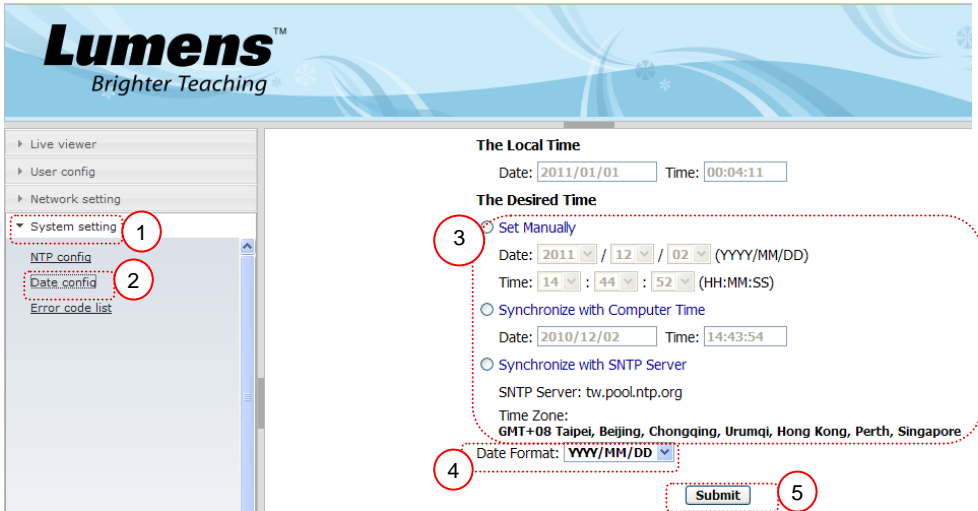 Lumens™
Brighter Teaching
Live viewer
User config
Network setting
System setting
1
NTP config
Date config
2
Error code list
The Local Time
Date: 2011/01/01 Time: 00:04:11
The Desired Time
3
Set Manually
Date: 2011 / 12 / 02 (YYYY/MM/DD)
Time: 14 : 44 : 52 (HH:MM:SS)
Synchronize with Computer Time
Date: 2010/12/02 Time: 14:43:54
Synchronize with SNTP Server
SNTP Server: tw.pool.ntp.org
Time Zone:
GMT+08 Taipei, Beijing, Chongqing, Urumqi, Hong Kong, Perth, Singapore
Date Format: YYYY/MM/DD
4
Submit
5